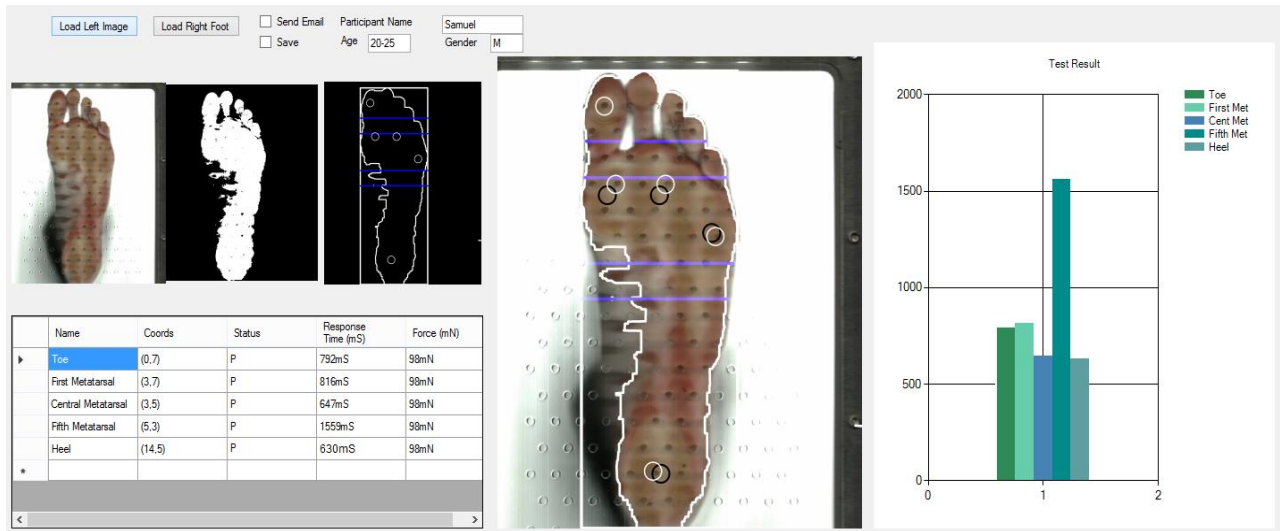 Load Left Image
Load Right Foot
Send Email
Participant Name
Samuel
Save
Age
20-25
Gender
M
Name Coords Status Response Time (mS) Force (mN)
Toe (0,7) P 792mS 98mN
First Metatarsal (3,7) P 816mS 98mN
Central Metatarsal (3,5) P 647mS 98mN
Fifth Metatarsal (5,3) P 1559mS 98mN
Heel (14,5) P 630mS 98mN
Test Result
2000
1500
1000
500
0
0 1 2
Toe
First Met
Cent Met
Fifth Met
Heel